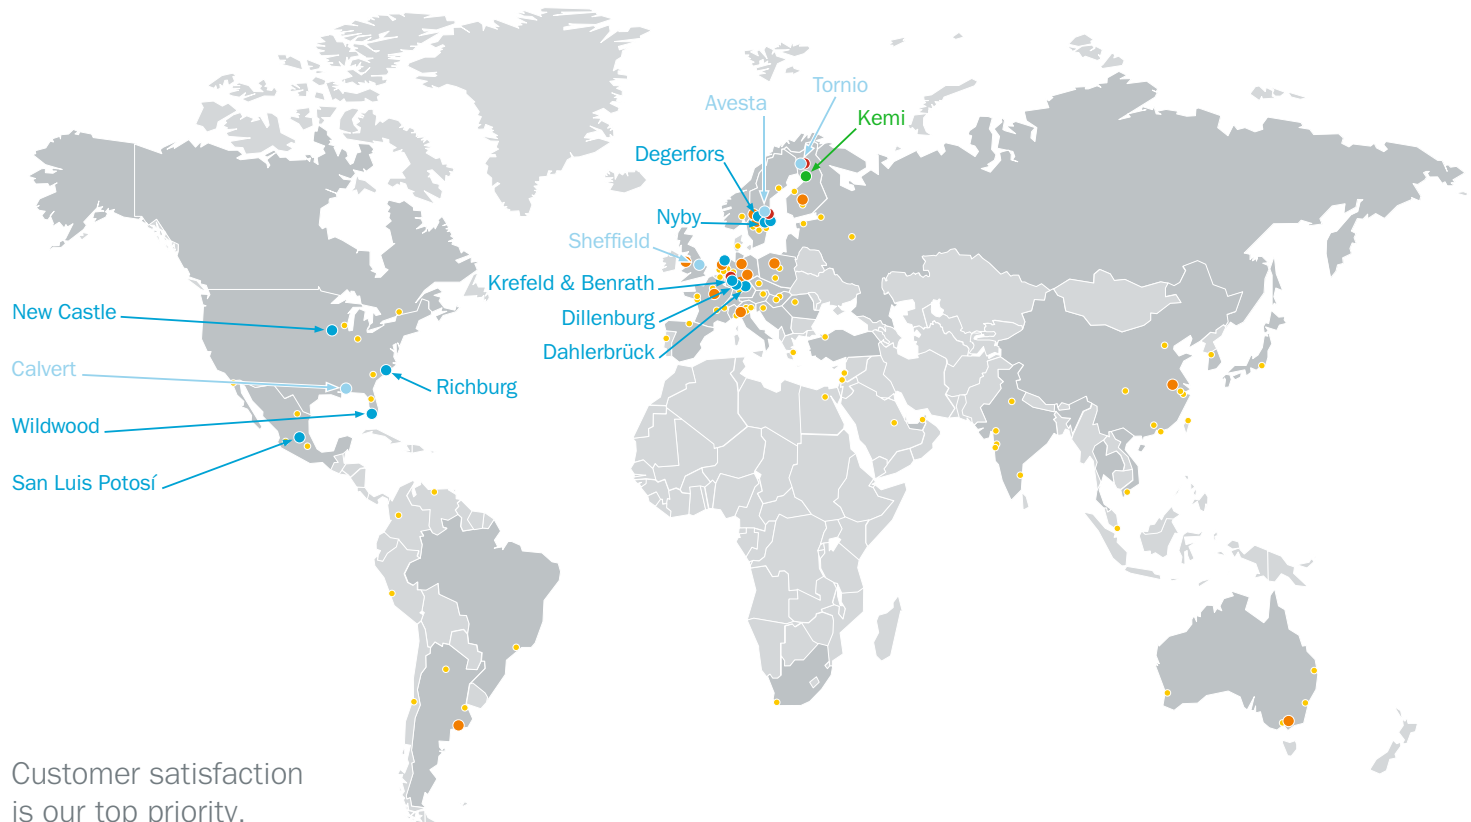 Tornio
Avesta
Kemi
Degerfors
Nyby
Sheffield
Krefeld & Benrath
New Castle
Dillenburg
Dahlerbrück
Calvert
Richburg
Wildwood
San Luis Potosí
Customer satisfaction
is our top priority.